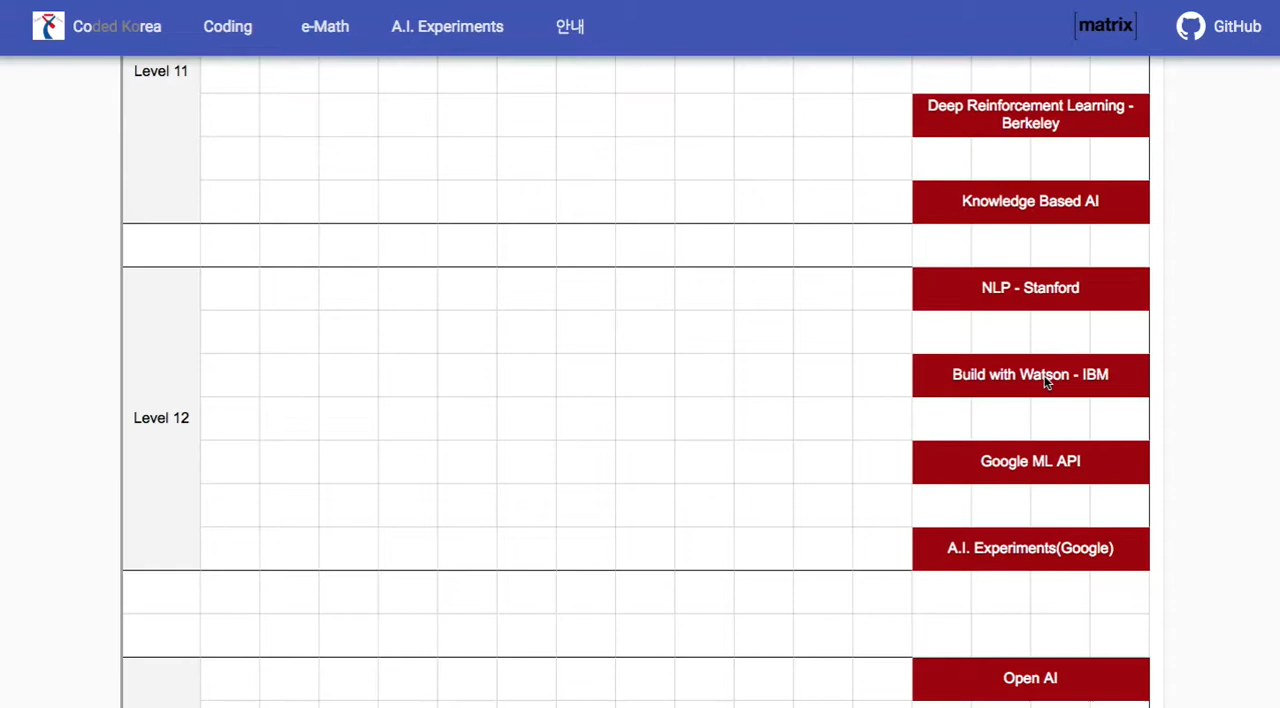 Coded Korea
Coding
e-Math
A.I. Experiments
안내
matrix
GitHub
Level 11
Deep Reinforcement Learning -
Berkeley
Knowledge Based AI
NLP - Stanford
Build with Watson - IBM
Level 12
Google ML API
A.I. Experiments(Google)
Open AI